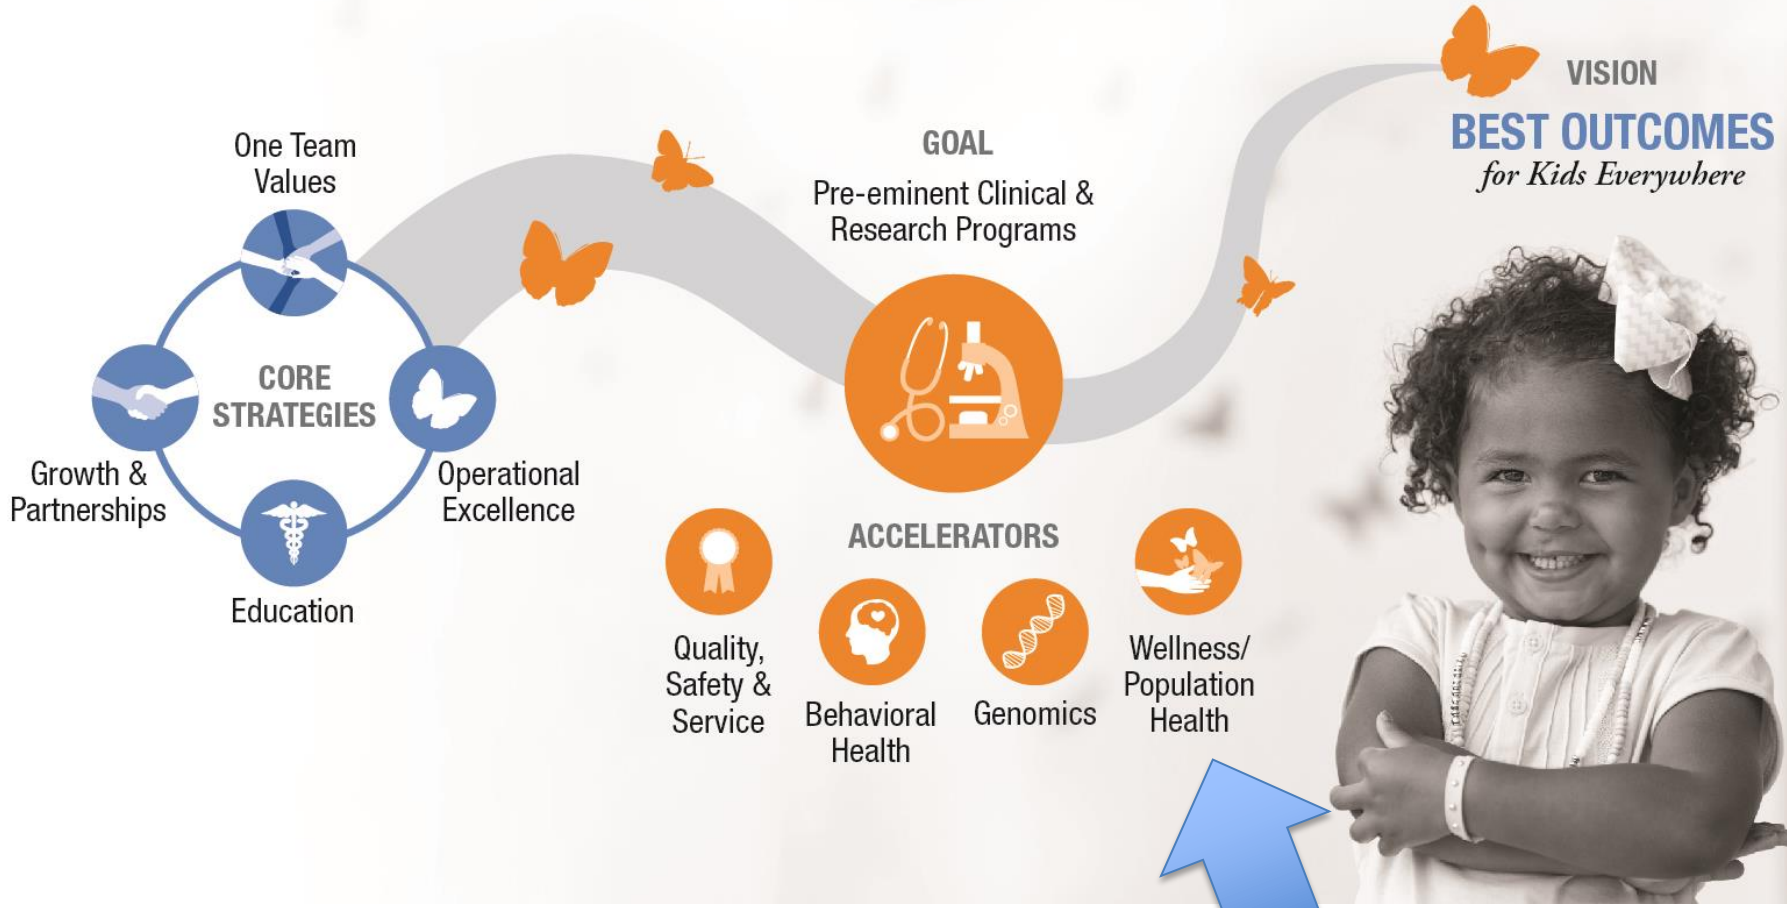 One Team
Values
CORE
STRATEGIES
Growth &
Partnerships
Operational
Excellence
Education
GOAL
Pre-eminent Clinical &
Research Programs
ACCELERATORS
Quality,
Safety &
Service
Behavioral
Health
Genomics
Wellness/
Population
Health
VISION
BEST OUTCOMES
for Kids Everywhere